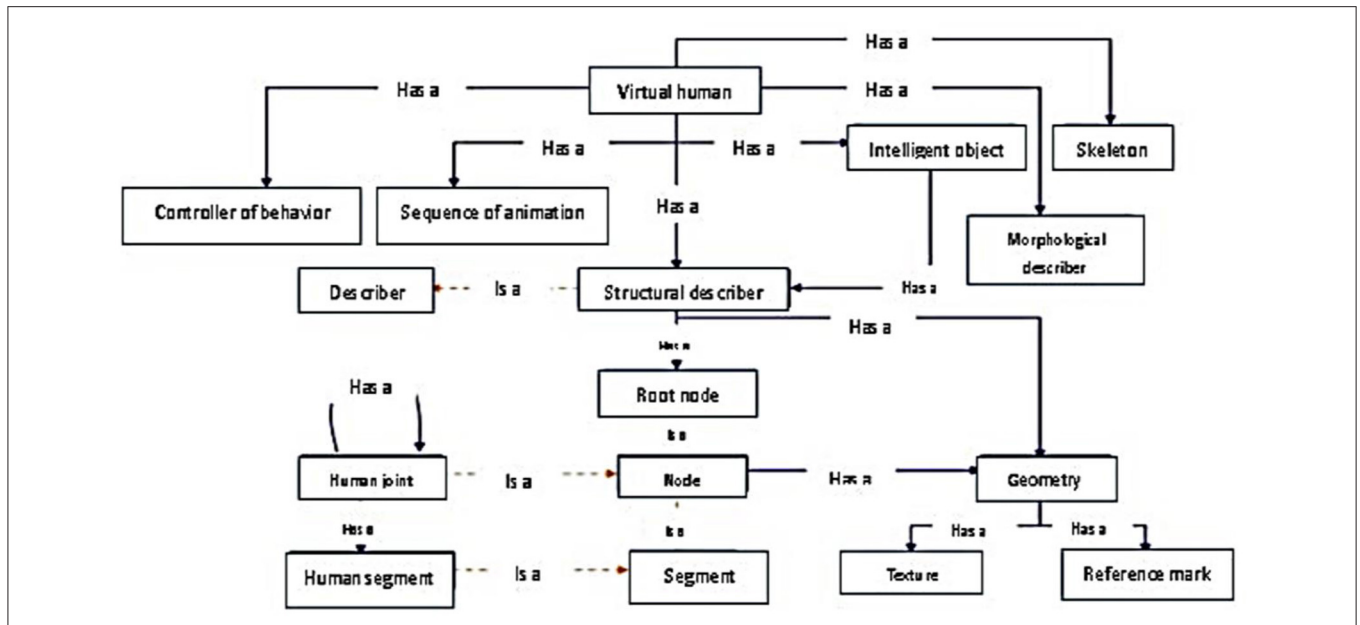 Has a
Virtual human
Has a
Has a
Has a
Has a
Intelligent object
Skeleton
Controller of behavior
Sequence of animation
Has a
Morphological
describer
Describer
Is a
Structural describer
Has a
Has a
Has a
Has a
Root node
Is a
Human joint
Is a
Node
Has a
Geometry
Has a
Is a
Has a
Has a
Human segment
Is a
Segment
Texture
Reference mark